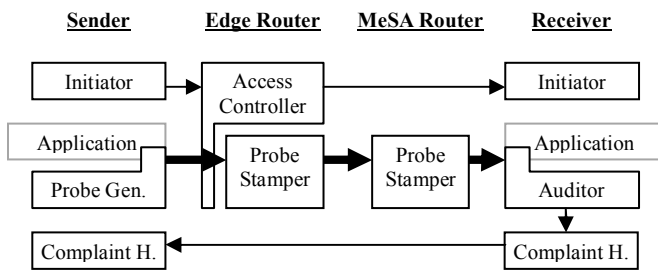 Sender Edge Router MeSA Router Receiver
Initiator Access Controller Initiator
Application Probe Stamper Probe Stamper Application
Probe Gen. Auditor
Complaint H. Complaint H.